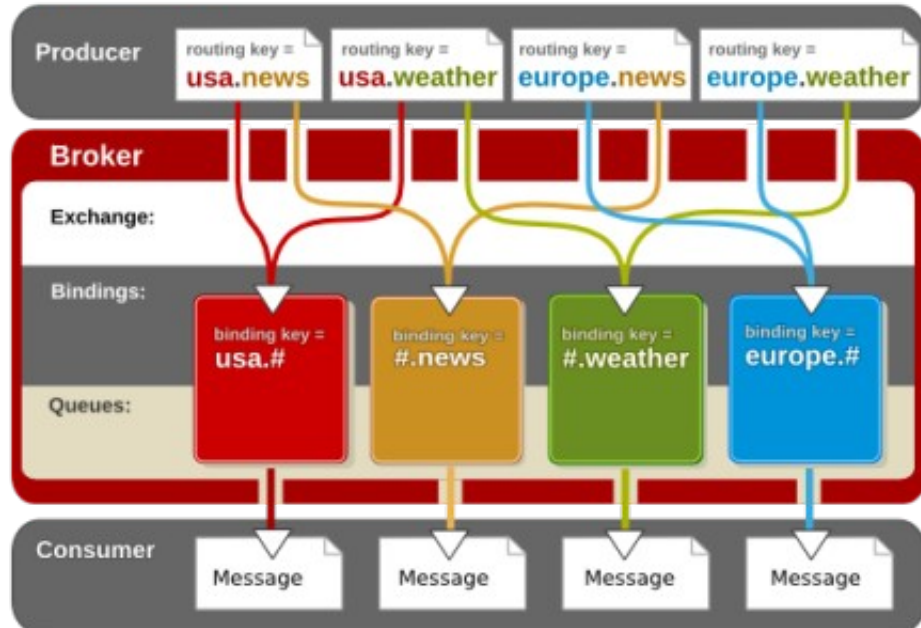 Producer
routing key =
usa.news
routing key =
usa.weather
routing key =
europe.news
routing key =
europe.weather
Broker
Exchange:
Bindings:
binding key =
usa.#
binding key =
#.news
binding key =
#.weather
binding key =
europe.#
Queues:
Consumer
Message
Message
Message
Message